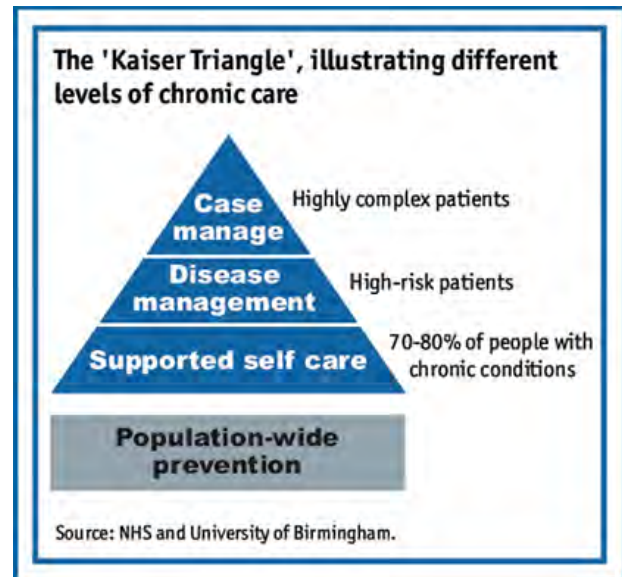 The 'Kaiser Triangle', illustrating different
levels of chronic care
Case
manage
Highly complex patients
Disease
management
High-risk patients
Supported self care
70-80% of people with
chronic conditions
Population-wide
prevention
Source: NHS and University of Birmingham.